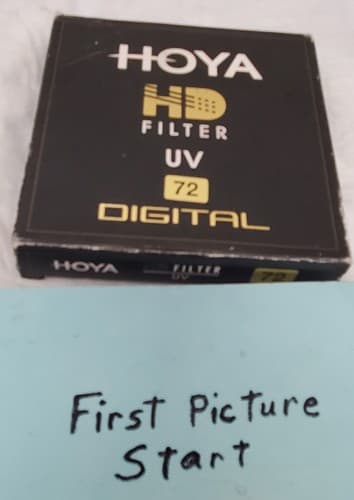 HOYA
HD
FILTER
UV
72
DIGITAL
HOYA FILTER 72
UV
First Picture
Start